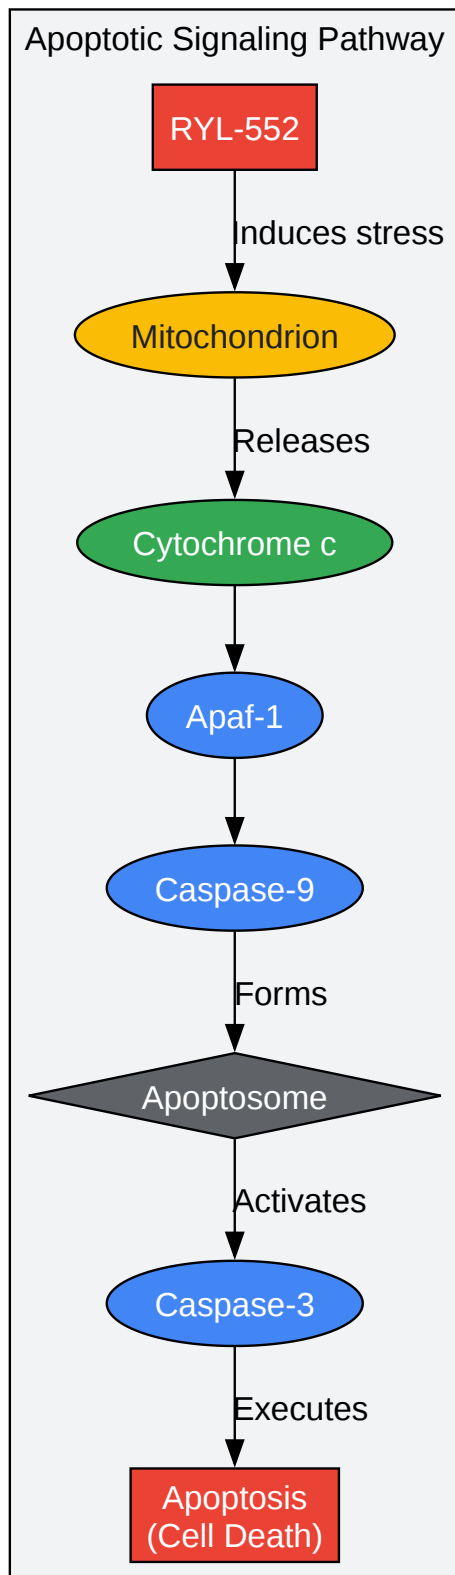 Apoptotic Signaling Pathway
RYL-552
Induces stress
Mitochondrion
Releases
Cytochrome c
Apaf-1
Caspase-9
Forms
Apoptosome
Activates
Caspase-3
Executes
Apoptosis
(Cell Death)